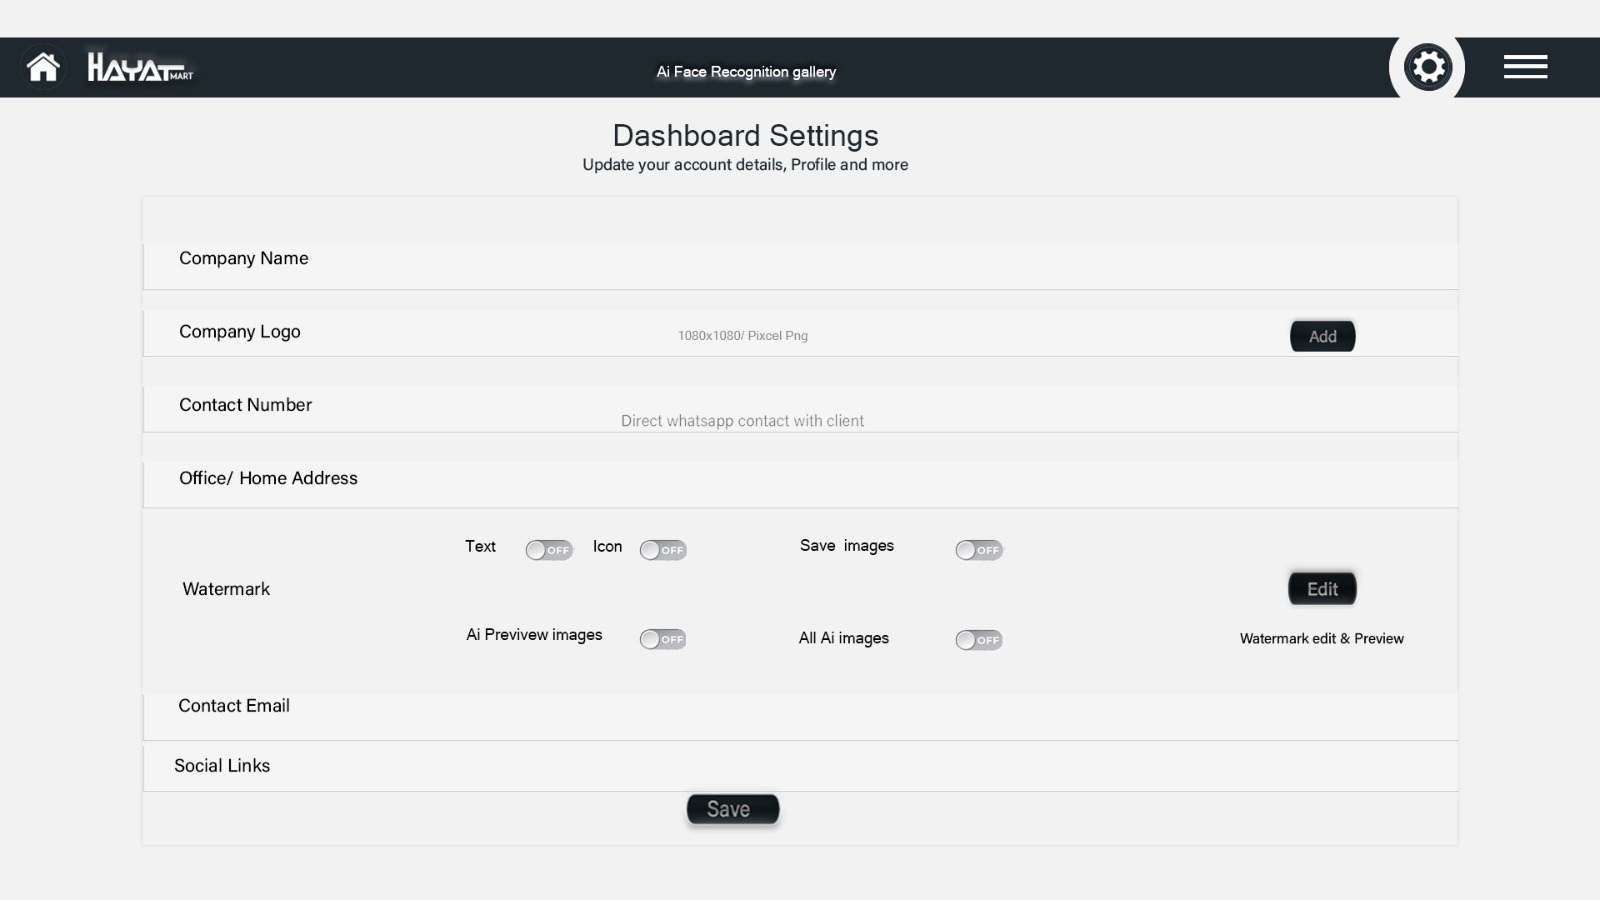 HAYAT MART
Ai Face Recognition gallery
Dashboard Settings
Update your account details, Profile and more
Company Name
Company Logo 1080x1080/ Pixcel Png Add
Contact Number Direct whatsapp contact with client
Office/ Home Address
Text OFF Icon OFF Save images OFF
Watermark Edit
Ai Previvew images OFF All Ai images OFF Watermark edit & Preview
Contact Email
Social Links
Save